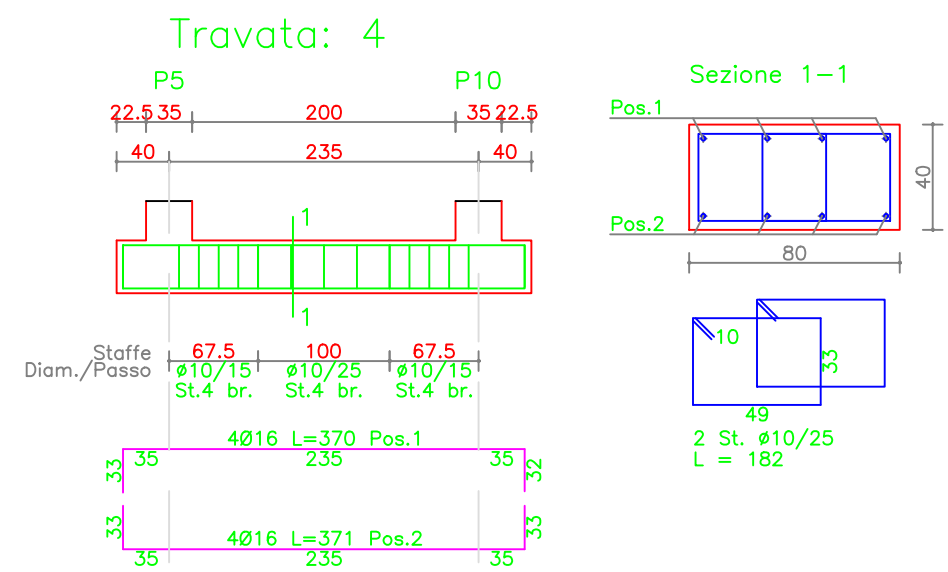 Travata: 4
P5 P10
22.5 35 200 35 22.5
40 235 40
1
1
Staffe
Diam./Passo
67.5 100 67.5
ø10/15 ø10/25 ø10/15
St.4 br. St.4 br. St.4 br.
4Ø16 L=370 Pos.1
33 35 235 35 32
33 4Ø16 L=371 Pos.2 33
35 235 35
Sezione 1-1
Pos.1
40
Pos.2
80
10
33
49
2 St. ø10/25
L = 182